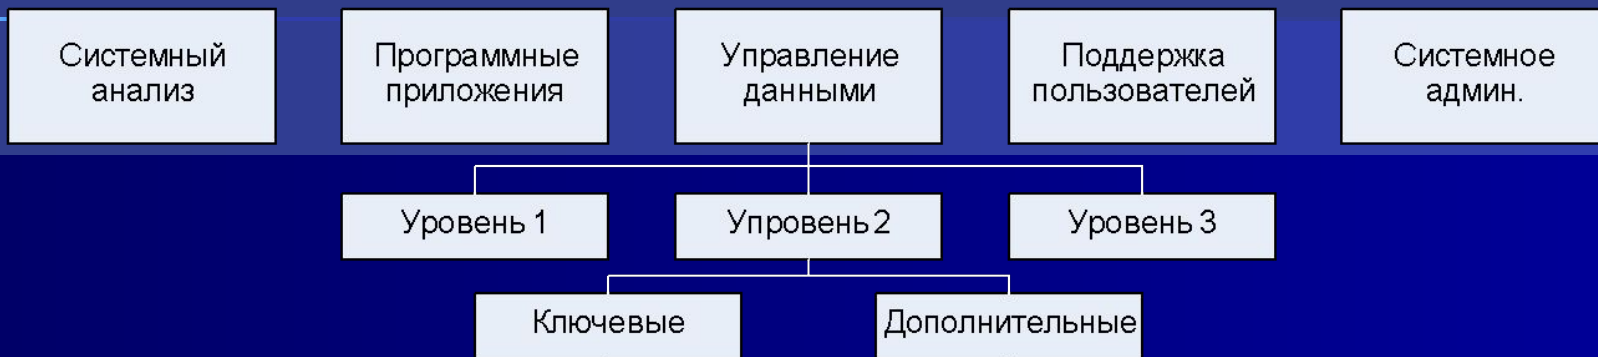 Системный
анализ
Программные
приложения
Управление
данными
Поддержка
пользователей
Системное
админ.
Уровень 1
Упровень 2
Уровень 3
Ключевые
Дополнительные